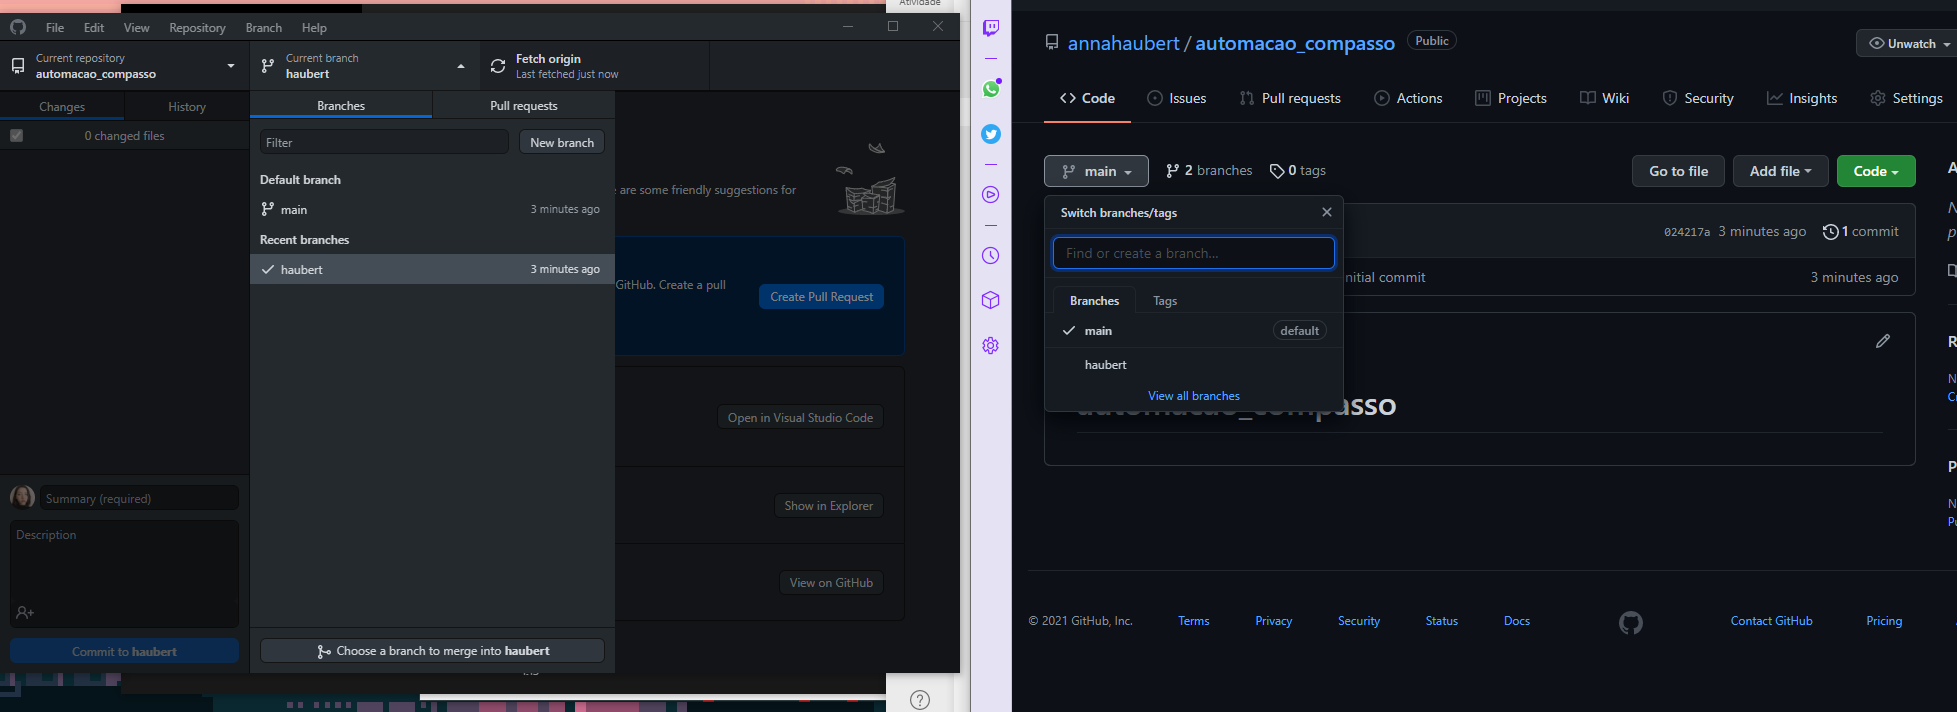 Atividade
File Edit View Repository Branch Help
Current repository
automacao_compasso
Current branch
haubert
Fetch origin
Last fetched just now
Changes History
0 changed files
Branches Pull requests
Filter
New branch
Default branch
main 3 minutes ago
Recent branches
haubert 3 minutes ago
are some friendly suggestions for
GitHub. Create a pull
Create Pull Request
Open in Visual Studio Code
Show in Explorer
View on GitHub
Summary (required)
Description
Commit to haubert
Choose a branch to merge into haubert
annahaubert / automacao_compasso Public
Unwatch
Code Issues Pull requests Actions Projects Wiki Security Insights Settings
main 2 branches 0 tags
Go to file Add file Code
Switch branches/tags
Find or create a branch...
Branches Tags
main default
haubert
View all branches
024217a 3 minutes ago 1 commit
nitial commit 3 minutes ago
automacao_compasso
© 2021 GitHub, Inc. Terms Privacy Security Status Docs Contact GitHub Pricing